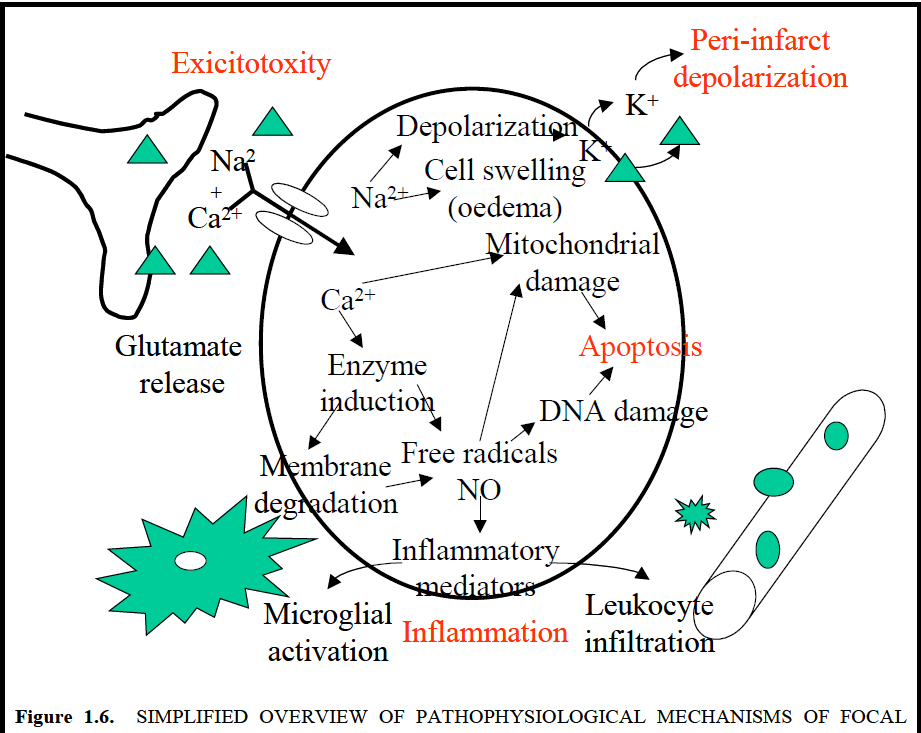 Peri-infarct
depolarization
Exicitotoxity
K+
Depolarization
K+
Na2
+
Ca2+
Cell swelling
(oedema)
Na2+
Mitochondrial
damage
Ca2+
Glutamate
release
Apoptosis
Enzyme
induction
DNA damage
Free radicals
NO
Membrane
degradation
Inflammatory
mediators
Microglial
activation
Inflammation
Leukocyte
infiltration
Figure 1.6. SIMPLIFIED OVERVIEW OF PATHOPHYSIOLOGICAL MECHANISMS OF FOCAL